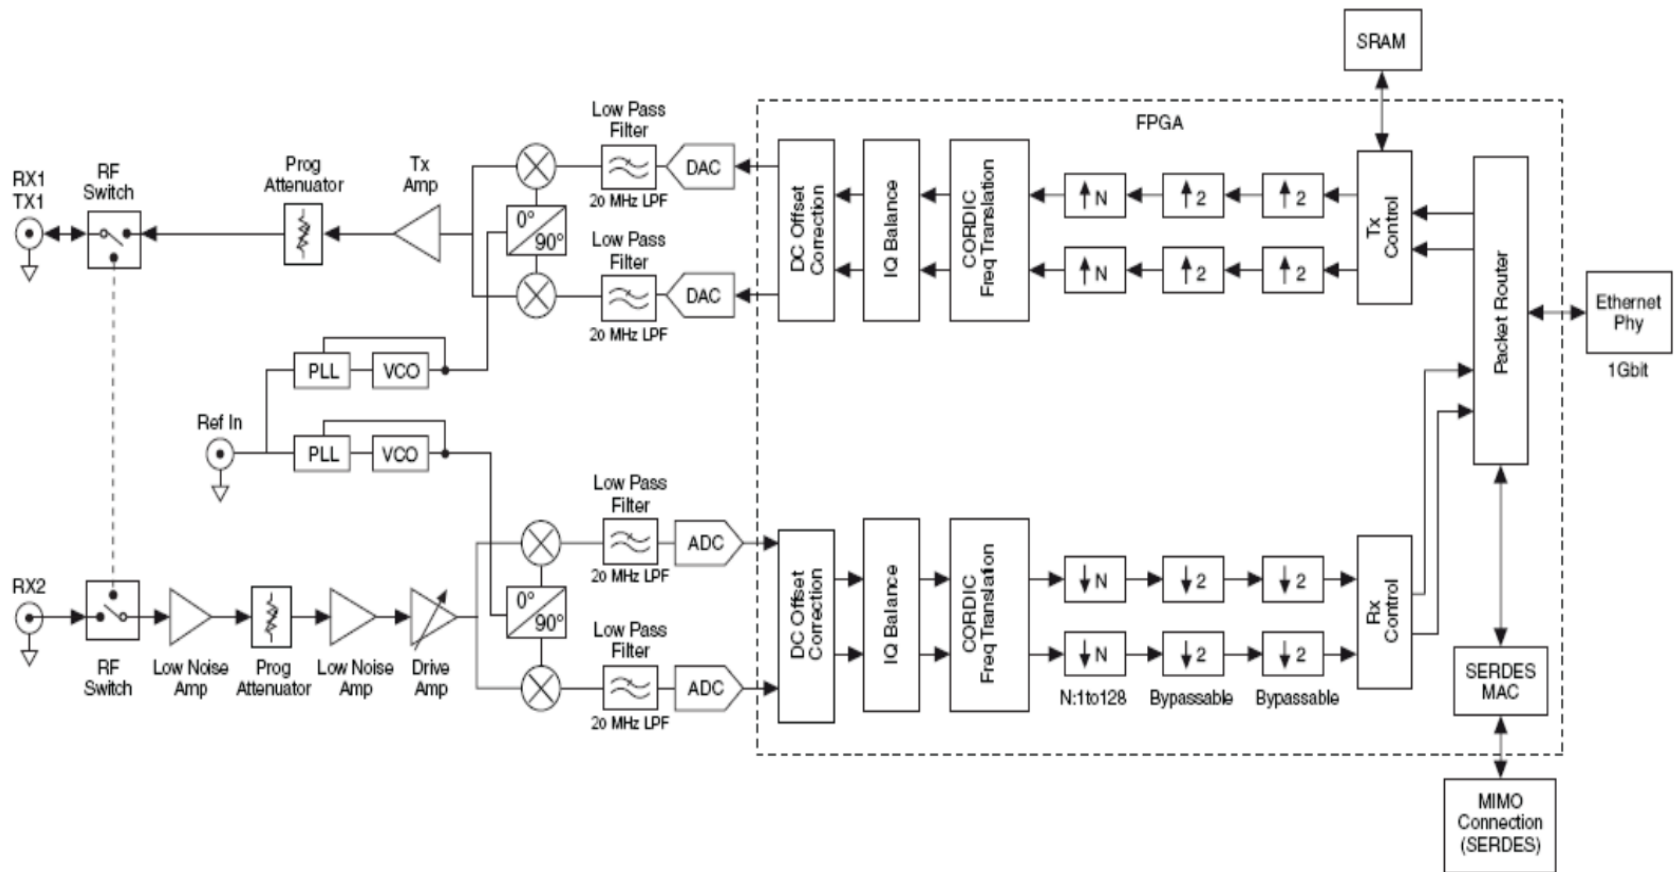 SRAM
FPGA
RX1
TX1
RF
Switch
Prog
Attenuator
Tx
Amp
Low Pass
Filter
20 MHz LPF
DAC
0°
90°
Low Pass
Filter
20 MHz LPF
DAC
DC Offset
Correction
IQ Balance
CORDIC
Freq Translation
↑ N
↑ 2
↑ 2
↑ N
↑ 2
↑ 2
Tx
Control
Packet Router
Ethernet
Phy
1Gbit
PLL
VCO
Ref In
PLL
VCO
RX2
RF
Switch
Low Noise
Amp
Prog
Attenuator
Low Noise
Amp
Drive
Amp
0°
90°
Low Pass
Filter
20 MHz LPF
ADC
Low Pass
Filter
20 MHz LPF
ADC
DC Offset
Correction
IQ Balance
CORDIC
Freq Translation
↓ N
↓ 2
↓ 2
↓ N
↓ 2
↓ 2
N:1to128
Bypassable
Bypassable
Rx
Control
SERDES
MAC
MIMO
Connection
(SERDES)